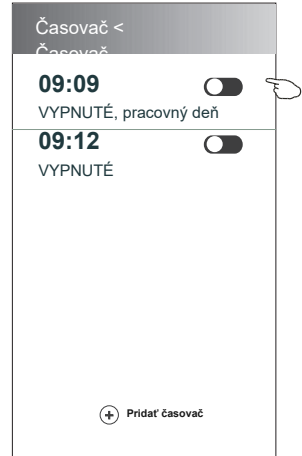 Časovač <
Časovač
09:09
VYPNUTÉ, pracovný deň
09:12
VYPNUTÉ
Pridať časovač